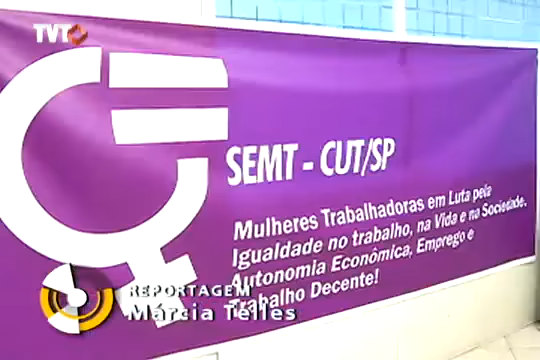 TVT
SEMT - CUT/SP
Mulheres Trabalhadoras em Luta pela
Igualdade no trabalho, na Vida e na Sociedade.
Autonomia Econômica, Emprego e
Trabalho Decente!
REPORTAGEM
Márcia Telles